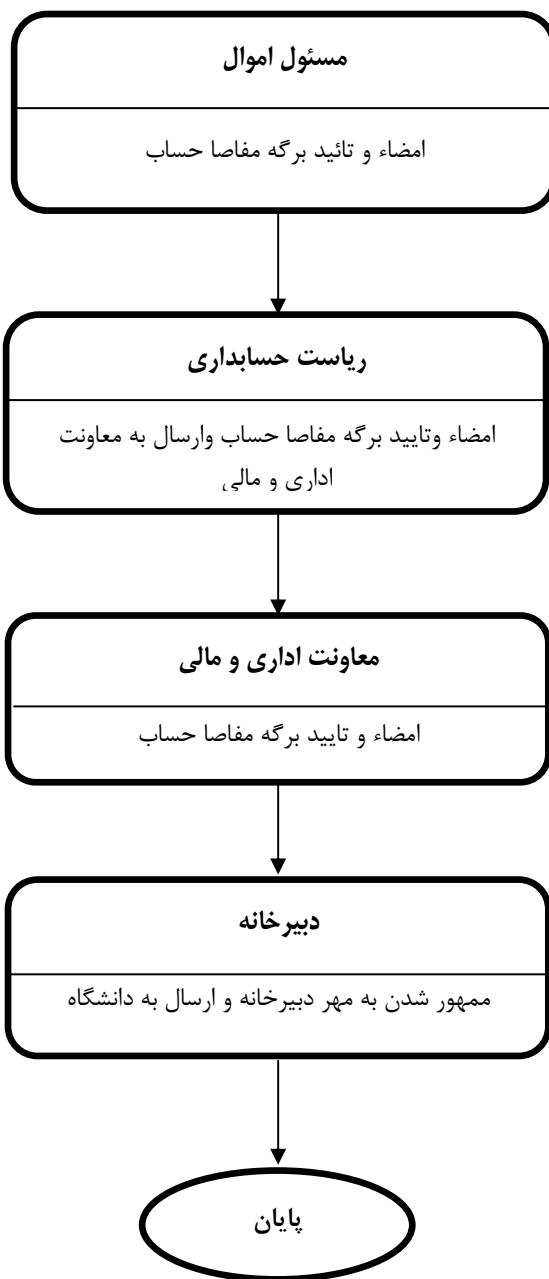 مسئول اموال
امضاء و تائید برگه مفاصا حساب
ریاست حسابداری
امضاء وتایید برگه مفاصا حساب وارسال به معاونت
اداری و مالی
معاونت اداری و مالی
امضاء و تایید برگه مفاصا حساب
دبیرخانه
ممهور شدن به مهر دبیرخانه و ارسال به دانشگاه
پایان